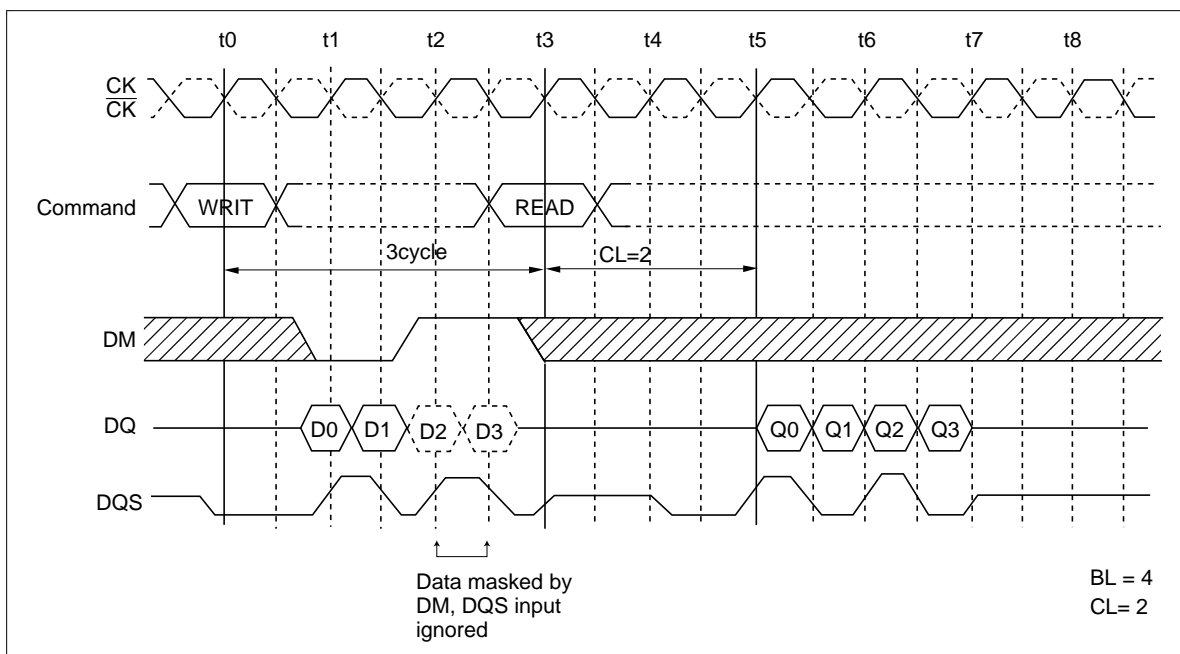 t0 t1 t2 t3 t4 t5 t6 t7 t8
CK
CK
Command WRIT READ
3cycle CL=2
DM
DQ D0 D1 D2 D3 Q0 Q1 Q2 Q3
DQS
Data masked by
DM, DQS input
ignored
BL = 4
CL= 2